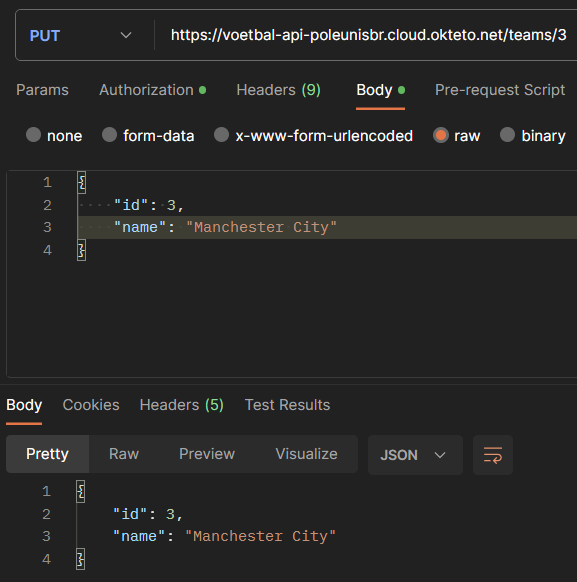 PUT https://voetbal-api-poleunisbr.cloud.okteto.net/teams/3
Params Authorization Headers (9) Body Pre-request Script
none form-data x-www-form-urlencoded raw binary
1 {
2 "id": 3,
3 "name": "Manchester City"
4 }
Body Cookies Headers (5) Test Results
Pretty Raw Preview Visualize JSON
1 {
2 "id": 3,
3 "name": "Manchester City"
4 }